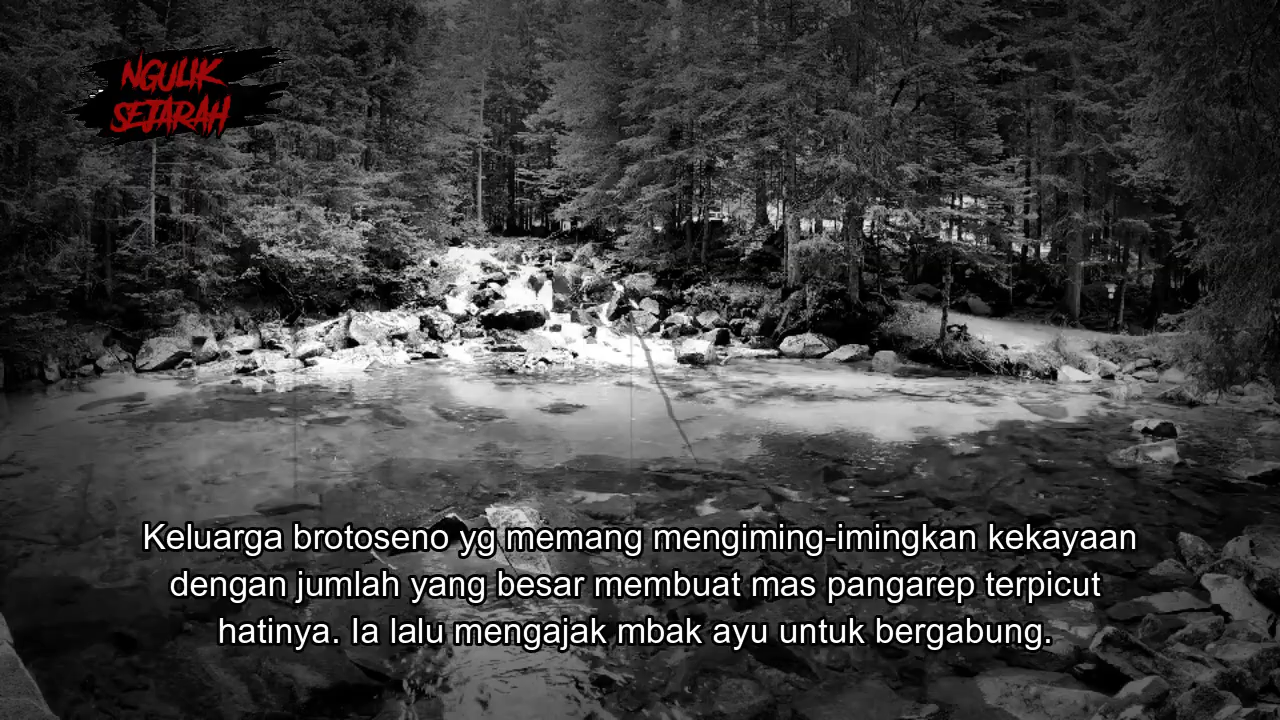 NGULIK
SEJARAH
Keluarga brotoseno yg memang mengiming-imingkan kekayaan
dengan jumlah yang besar membuat mas pangarep terpicut
hatinya. Ia lalu mengajak mbak ayu untuk bergabung.